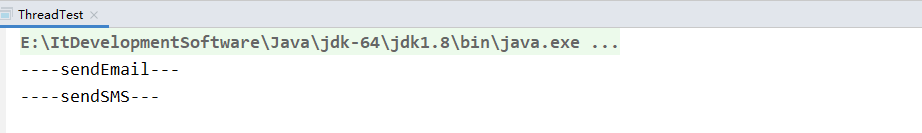 ThreadTest
E:\ItDevelopmentSoftware\Java\jdk-64\jdk1.8\bin\java.exe ...
----sendEmail---
----sendSMS---